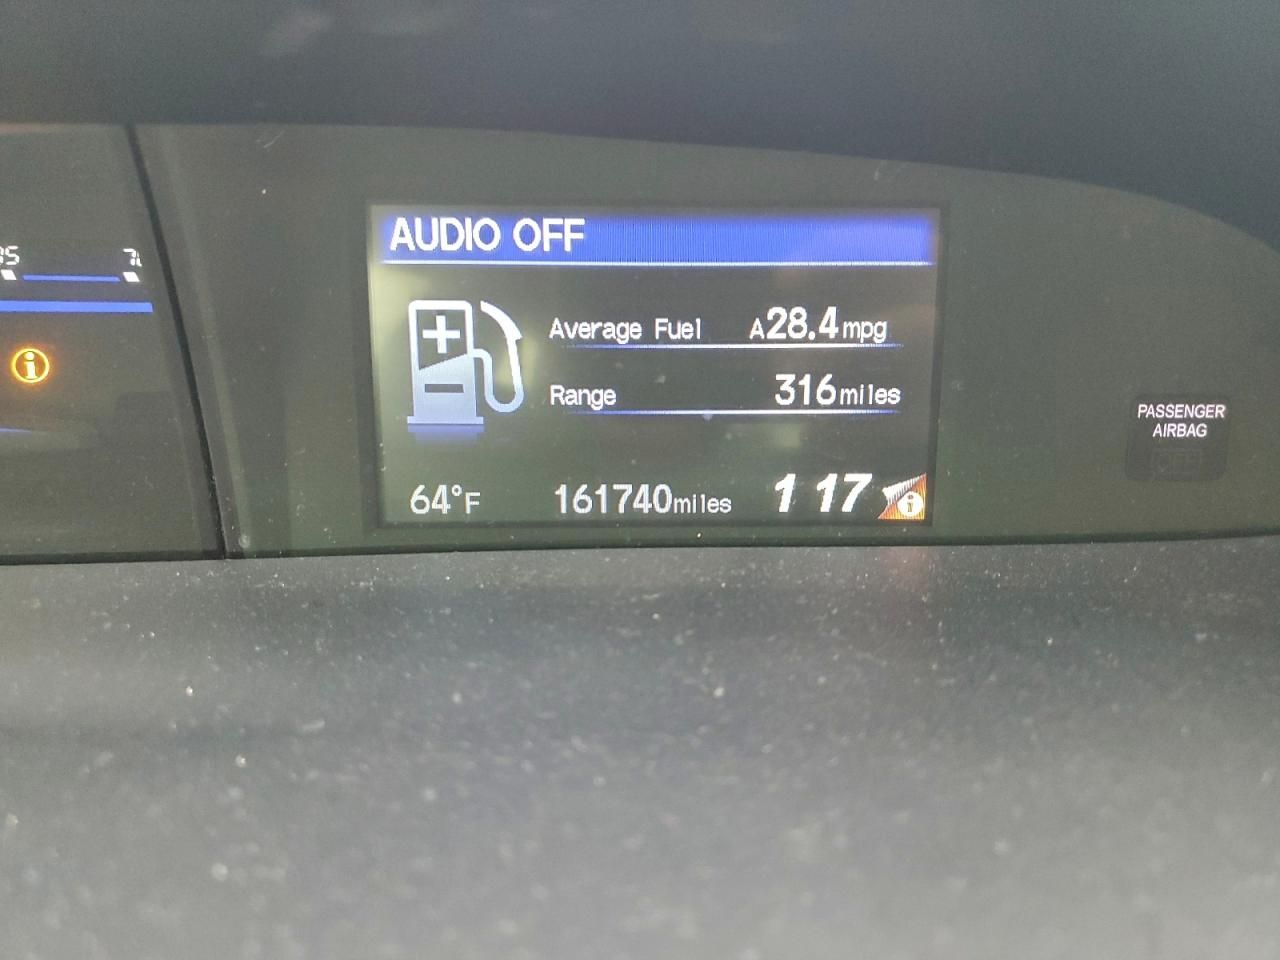 AUDIO OFF
Average Fuel A28.4mpg
Range 316miles
64°F 161740miles 1 17
PASSENGER
AIRBAG